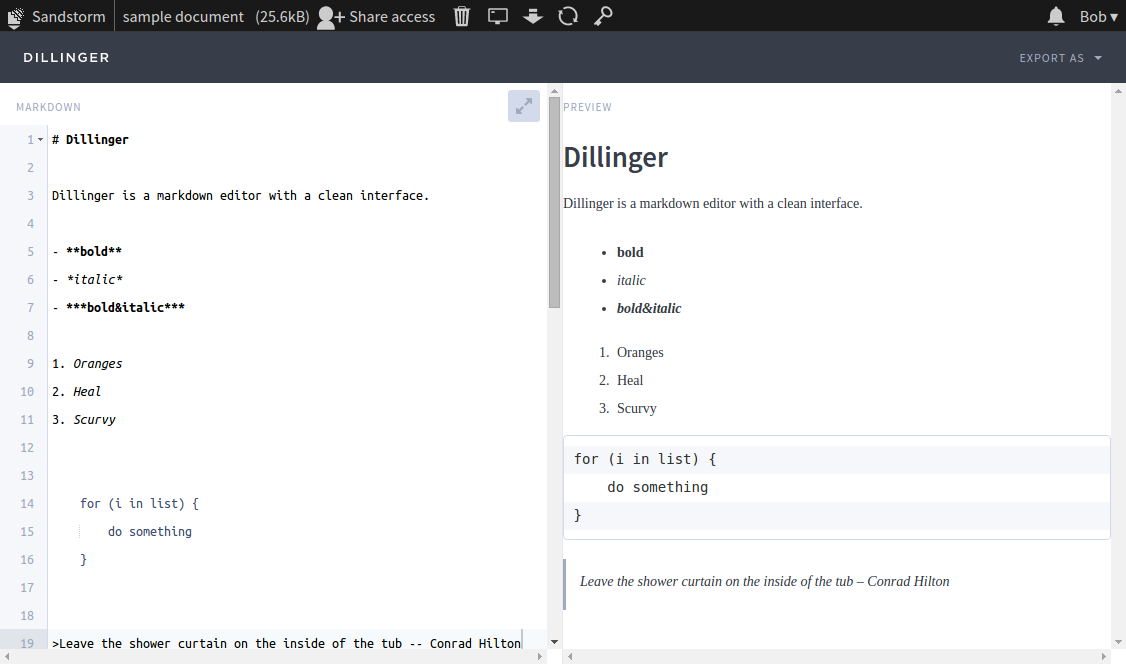 Sandstorm sample document (25.6kB) Share access Bob ▾
DILLINGER EXPORT AS
MARKDOWN
1 # Dillinger
2
3 Dillinger is a markdown editor with a clean interface.
4
5 - **bold**
6 - *italic*
7 - ***bold&italic***
8
9 1. Oranges
10 2. Heal
11 3. Scurvy
12
13
14 for (i in list) {
15 do something
16 }
17
18
19 >Leave the shower curtain on the inside of the tub -- Conrad Hilton
PREVIEW
Dillinger
Dillinger is a markdown editor with a clean interface.
• bold
• italic
• bold&italic
1. Oranges
2. Heal
3. Scurvy
for (i in list) {
do something
}
Leave the shower curtain on the inside of the tub – Conrad Hilton